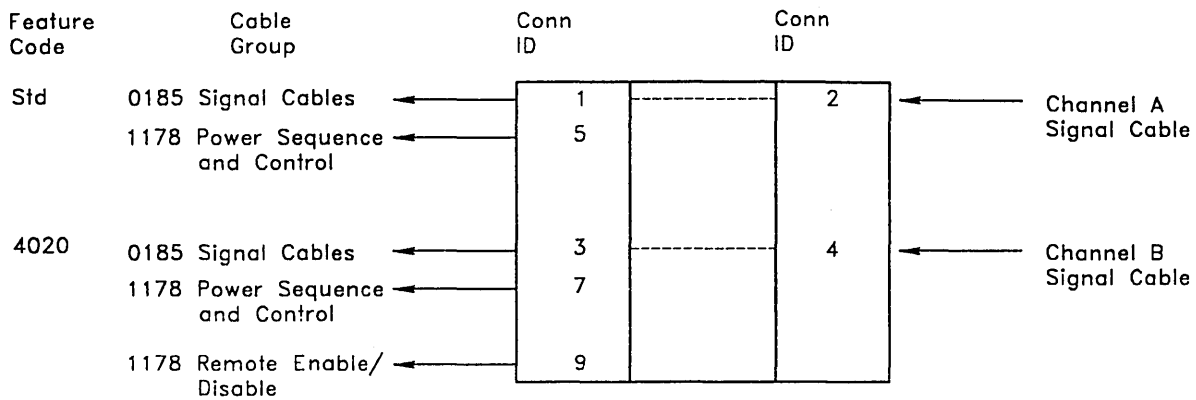 Feature Code
Cable Group
Conn ID
Conn ID
Std
0185 Signal Cables
1
2
Channel A
Signal Cable
1178 Power Sequence
and Control
5
4020
0185 Signal Cables
3
4
Channel B
Signal Cable
1178 Power Sequence
and Control
7
1178 Remote Enable/
Disable
9